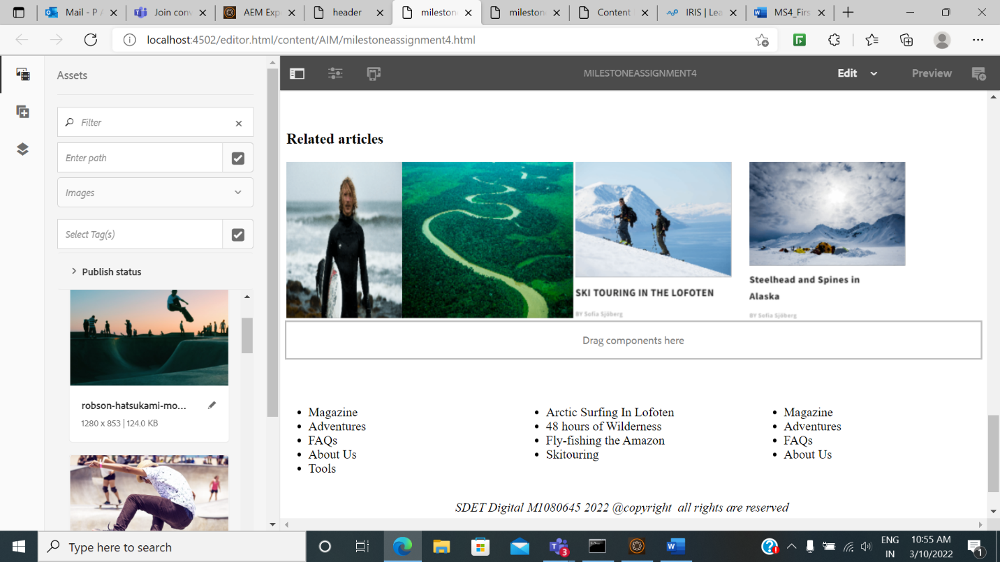 Mail - P A
Join conv
AEM Exp
header
mileston
mileston
Content
IRIS | Lea
MS4_Firs
localhost:4502/editor.html/content/AIM/milestoneassignment4.html
Assets
MILESTONEASSIGNMENT4
Edit
Preview
Filter
Enter path
Images
Select Tag(s)
Publish status
robson-hatsukami-mo...
1280 x 853 | 124.0 KB
Related articles
SKI TOURING IN THE LOFOTEN
BY Sofia Sjöberg
Steelhead and Spines in
Alaska
BY Sofia Sjöberg
Drag components here
Magazine
Adventures
FAQs
About Us
Tools
Arctic Surfing In Lofoten
48 hours of Wilderness
Fly-fishing the Amazon
Skitouring
Magazine
Adventures
FAQs
About Us
SDET Digital M1080645 2022 @copyright all rights are reserved
Type here to search
3
ENG
IN
10:55 AM
3/10/2022
1